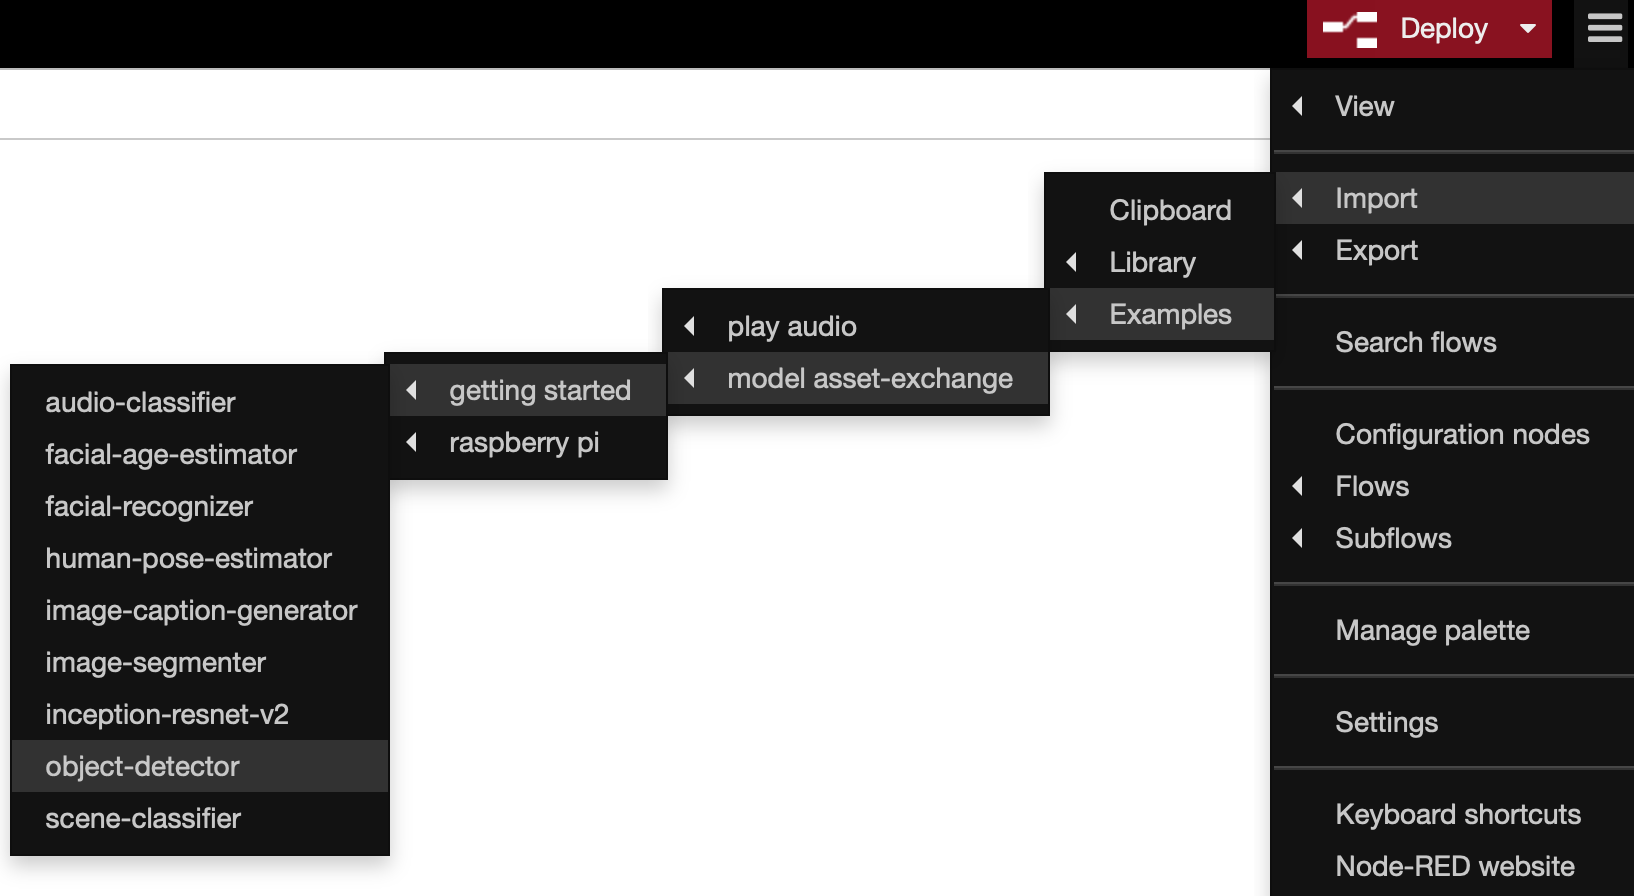 Deploy
View
Import
Export
Search flows
Configuration nodes
Flows
Subflows
Manage palette
Settings
Keyboard shortcuts
Node-RED website
Clipboard
Library
Examples
play audio
model asset-exchange
getting started
raspberry pi
audio-classifier
facial-age-estimator
facial-recognizer
human-pose-estimator
image-caption-generator
image-segmenter
inception-resnet-v2
object-detector
scene-classifier